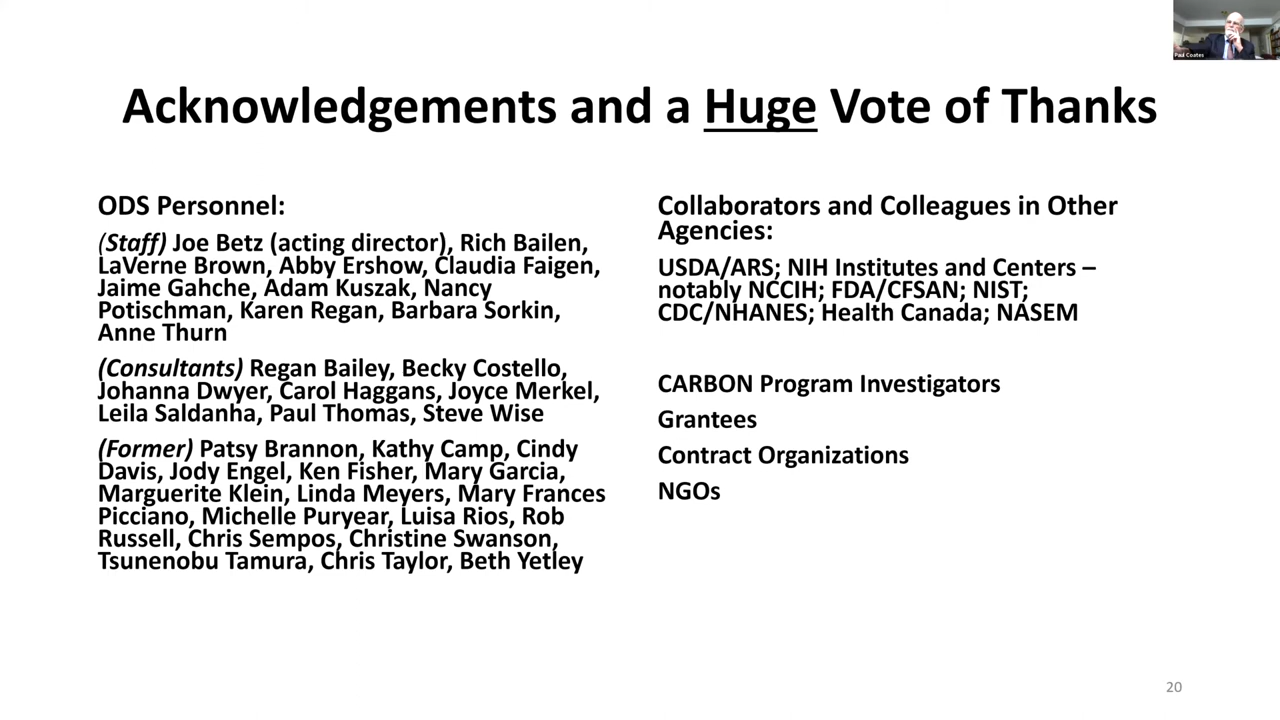 Paul Coates
Acknowledgements and a Huge Vote of Thanks
ODS Personnel:
(Staff) Joe Betz (acting director), Rich Bailen,
LaVerne Brown, Abby Ershow, Claudia Faigen,
Jaime Gahche, Adam Kuszak, Nancy
Potischman, Karen Regan, Barbara Sorkin,
Anne Thurn
(Consultants) Regan Bailey, Becky Costello,
Johanna Dwyer, Carol Haggans, Joyce Merkel,
Leila Saldanha, Paul Thomas, Steve Wise
(Former) Patsy Brannon, Kathy Camp, Cindy
Davis, Jody Engel, Ken Fisher, Mary Garcia,
Marguerite Klein, Linda Meyers, Mary Frances
Picciano, Michelle Puryear, Luisa Rios, Rob
Russell, Chris Sempos, Christine Swanson,
Tsunenobu Tamura, Chris Taylor, Beth Yetley
Collaborators and Colleagues in Other
Agencies:
USDA/ARS; NIH Institutes and Centers –
notably NCCIH; FDA/CFSAN; NIST;
CDC/NHANES; Health Canada; NASEM
CARBON Program Investigators
Grantees
Contract Organizations
NGOs
20